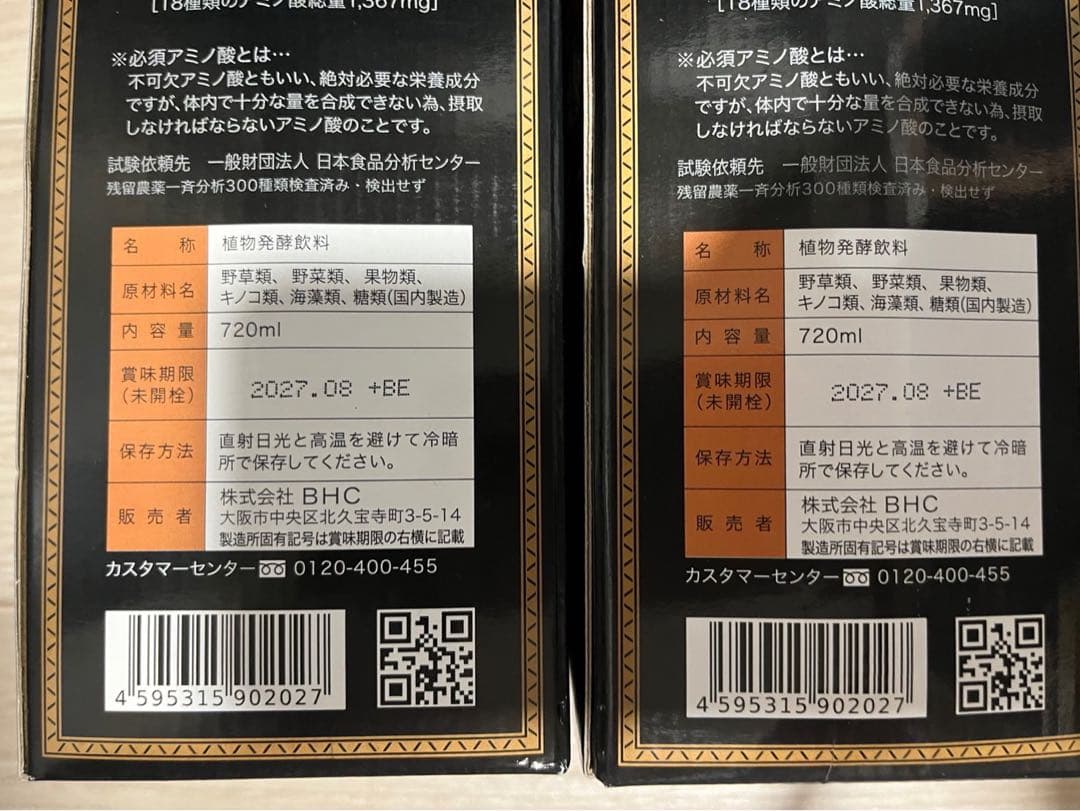 [18種類のアミノ酸総量1,367mg]
※必須アミノ酸とは…
不可欠アミノ酸ともいい、絶対必要な栄養成分
ですが、体内で十分な量を合成できない為、摂取
しなければならないアミノ酸のことです。
試験依頼先 一般財団法人 日本食品分析センター
残留農薬一斉分析300種類検査済み・検出せず
名称 植物発酵飲料
原材料名 野草類、野菜類、果物類、
キノコ類、海藻類、糖類(国内製造)
内容量 720ml
賞味期限
(未開栓) 2027.08 +BE
保存方法 直射日光と高温を避けて冷暗
所で保存してください。
販売者 株式会社 BHC
大阪市中央区北久宝寺町3-5-14
製造所固有記号は賞味期限の右横に記載
カスタマーセンター 0120-400-455
4 595315 902027
[18種類のアミノ酸総量1,367mg]
※必須アミノ酸とは…
不可欠アミノ酸ともいい、絶対必要な栄養成分
ですが、体内で十分な量を合成できない為、摂取
しなければならないアミノ酸のことです。
試験依頼先 一般財団法人 日本食品分析センター
残留農薬一斉分析300種類検査済み・検出せず
名称 植物発酵飲料
原材料名 野草類、野菜類、果物類、
キノコ類、海藻類、糖類(国内製造)
内容量 720ml
賞味期限
(未開栓) 2027.08 +BE
保存方法 直射日光と高温を避けて冷暗
所で保存してください。
販売者 株式会社 BHC
大阪市中央区北久宝寺町3-5-14
製造所固有記号は賞味期限の右横に記載
カスタマーセンター 0120-400-455
4 595315 902027